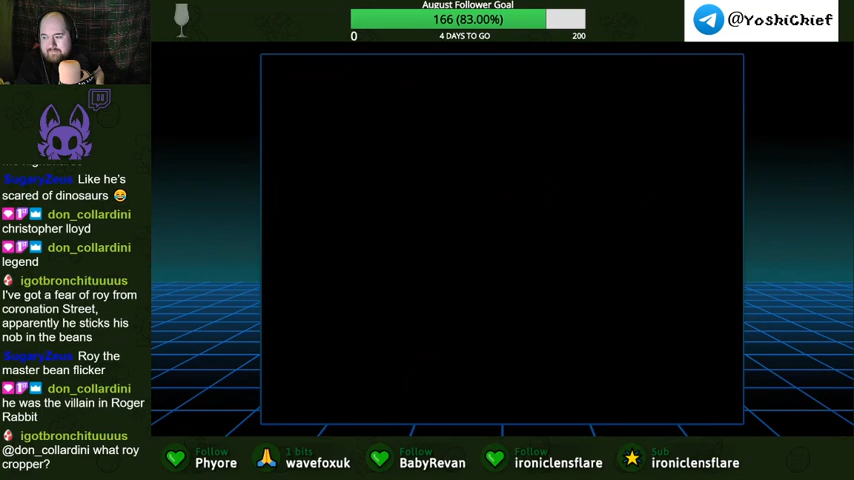 August Follower Goal
166 (83.00%)
0
4 DAYS TO GO
200
@YoshiChief
SugaryZeus Like he's
scared of dinosaurs
don_collardini
christopher lloyd
don_collardini
legend
igotbronchituuuus
I've got a fear of roy from
coronation Street,
apparently he sticks his
nob in the beans
SugaryZeus Roy the
master bean flicker
don_collardini
he was the villain in Roger
Rabbit
igotbronchituuuus
@don_collardini what roy
cropper?
Follow
Phyore
1 bits
wavefoxuk
Follow
BabyRevan
Follow
ironiclensflare
Sub
ironiclensflare